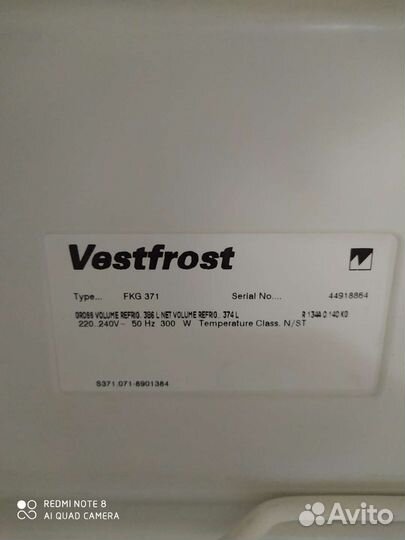 Vestfrost
Type... FKG 371 Serial No.... 44918864
GROSS VOLUME REFRIG. 386 L NET VOLUME REFRIG.. 374 L R 134A 0.140 KG
220..240V~ 50 Hz 300 W Temperature Class. N/ST
S371.071-8901384
REDMI NOTE 8
AI QUAD CAMERA
Avito